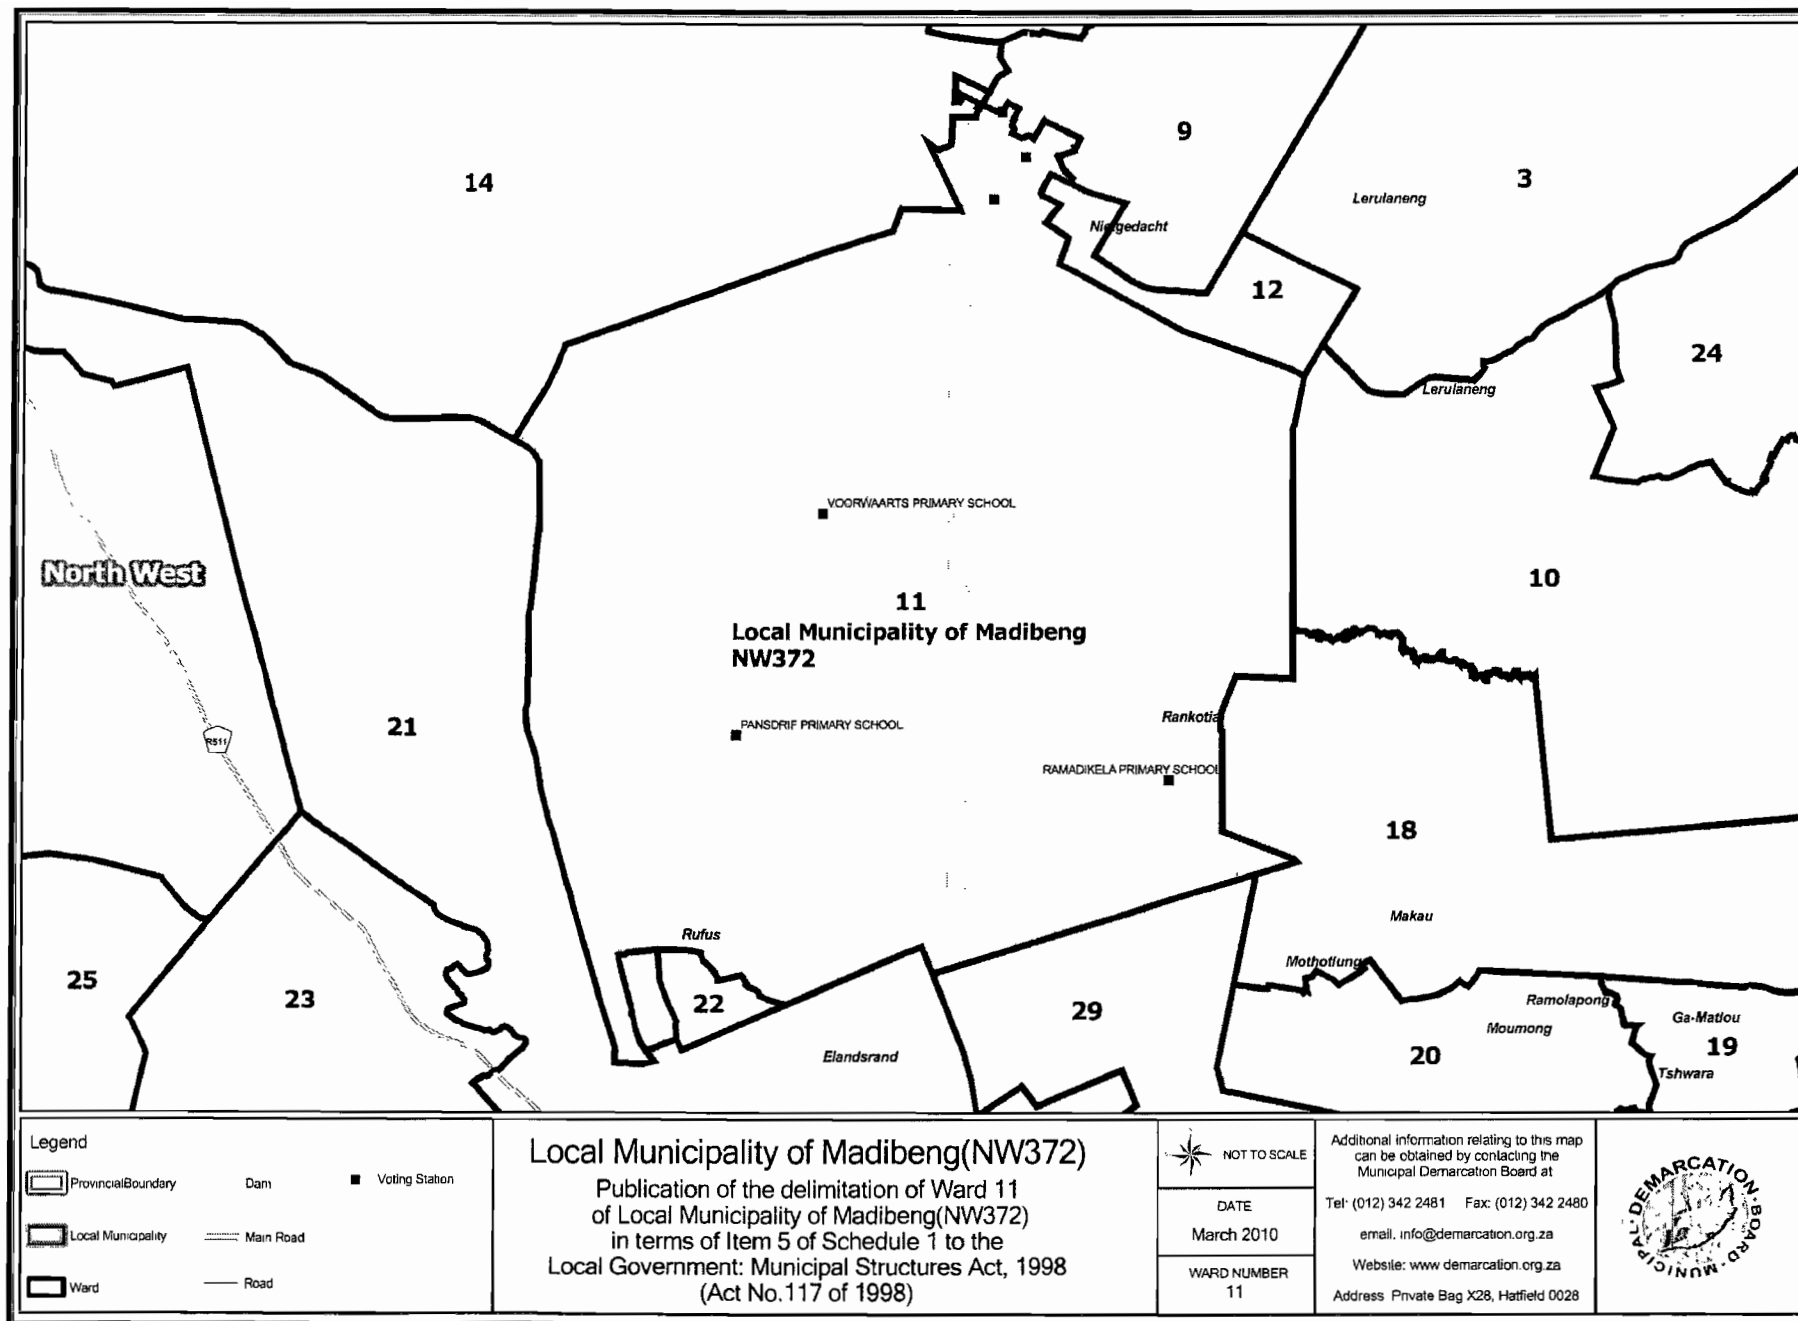 9
14
3
Lerulaneng
Nietgedacht
12
24
Lerulaneng
VOORWAARTS PRIMARY SCHOOL
North West
10
11
Local Municipality of Madibeng
NW372
Rankotia
21
PANSDRIF PRIMARY SCHOOL
R511
RAMADIKELA PRIMARY SCHOOL
18
Makau
Rufus
Mothotlung
25
23
22
29
Ramolapong
Moumong
Ga-Matlou
19
20
Elandsrand
Tshwara
Legend
ProvincialBoundary
Dam
Voting Station
Local Municipality
Main Road
Ward
Road
Local Municipality of Madibeng(NW372)
Publication of the delimitation of Ward 11
of Local Municipality of Madibeng(NW372)
in terms of Item 5 of Schedule 1 to the
Local Government: Municipal Structures Act, 1998
(Act No.117 of 1998)
NOT TO SCALE
DATE
March 2010
WARD NUMBER
11
Additional information relating to this map
can be obtained by contacting the
Municipal Demarcation Board at
Tel: (012) 342 2481 Fax: (012) 342 2480
email. info@demarcation.org.za
Website: www demarcation.org.za
Address Private Bag X28, Hatfield 0028
MUNICIPAL · DEMARCATION · BOARD